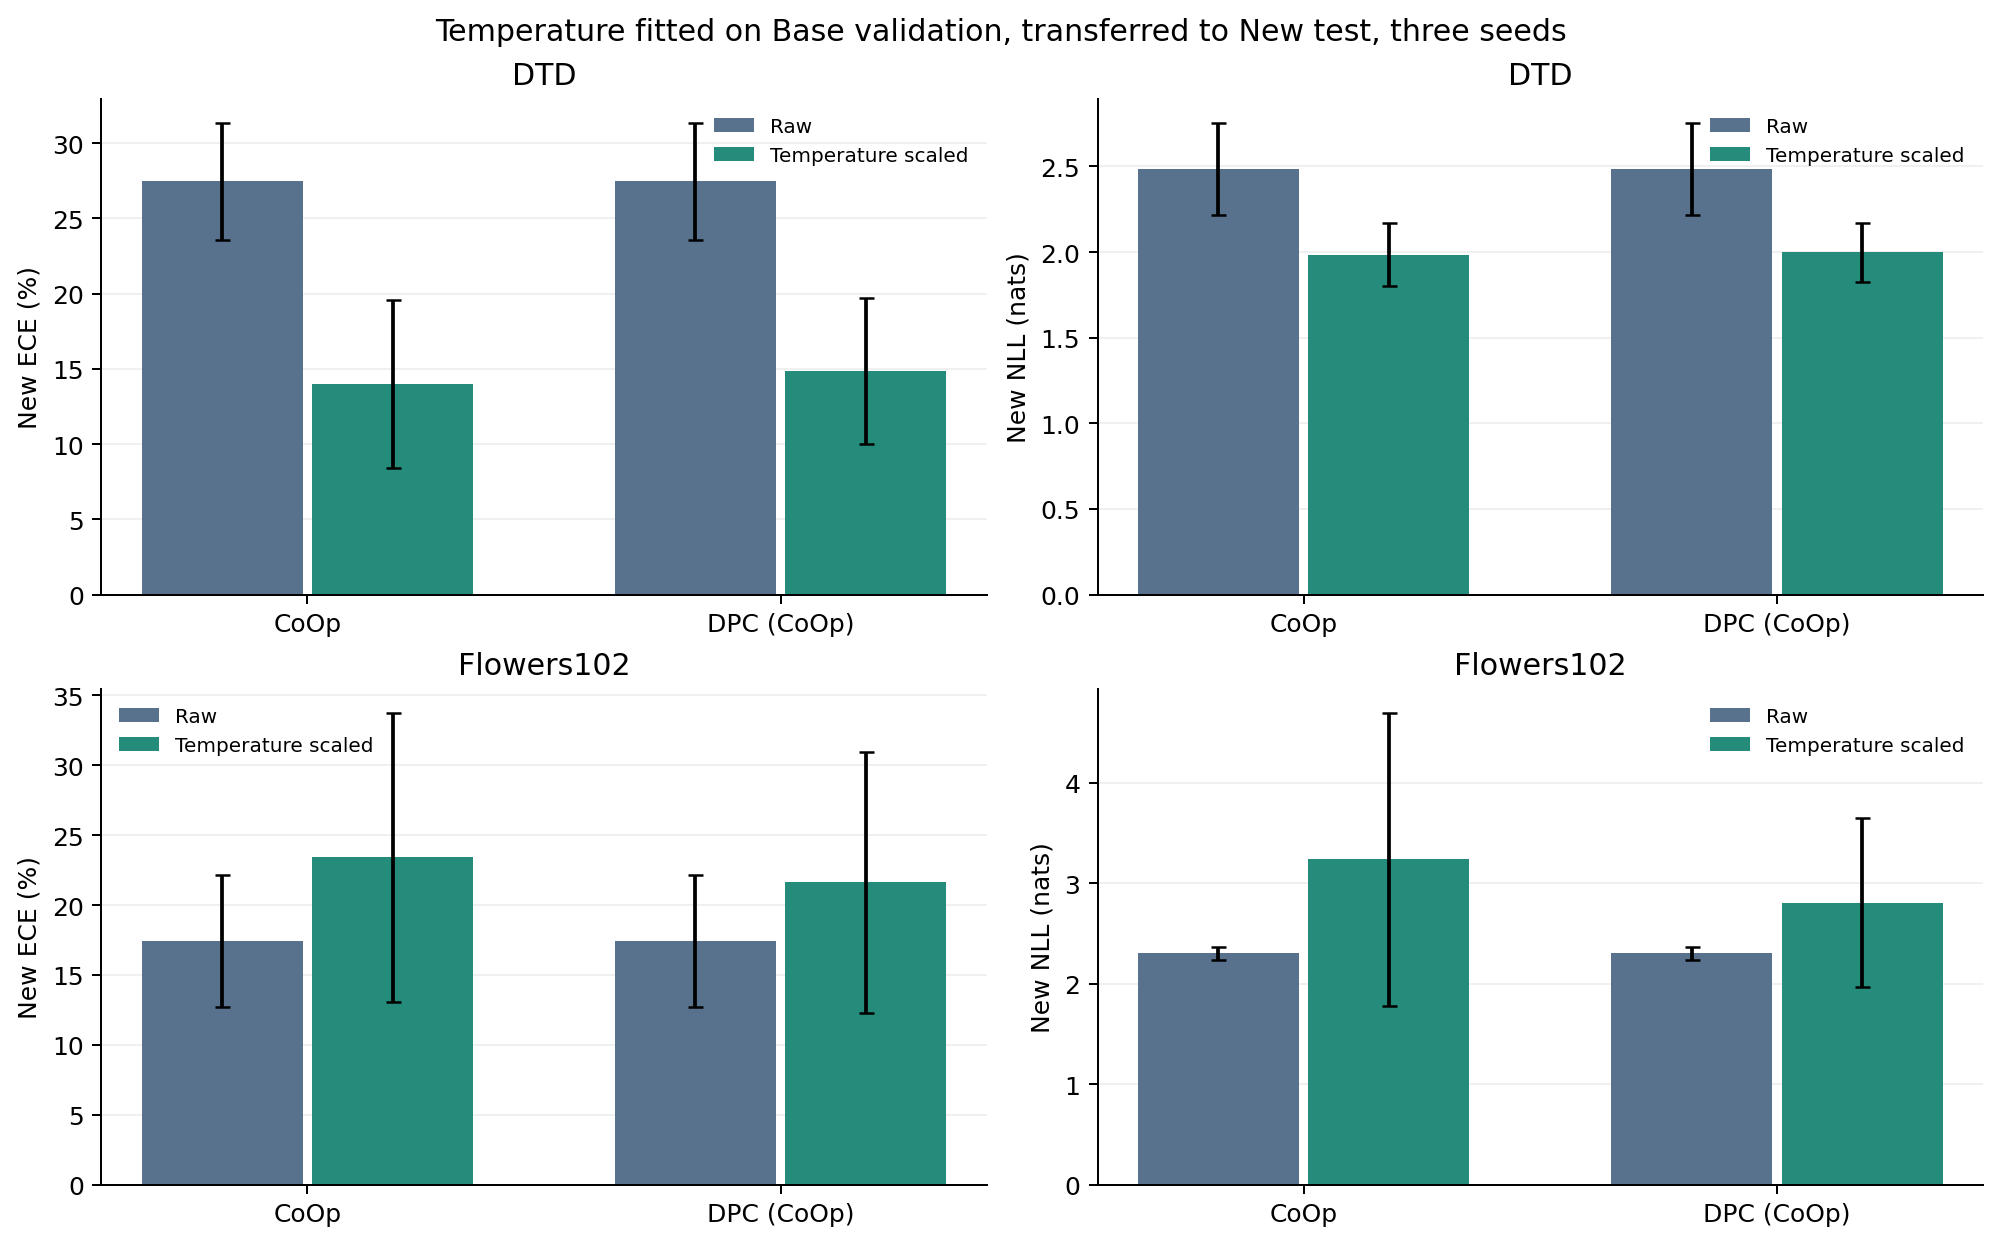 Temperature fitted on Base validation, transferred to New test, three seeds
DTD
New ECE (%)
30
25
20
15
10
5
0
Raw
Temperature scaled
CoOp
DPC (CoOp)
DTD
New NLL (nats)
2.5
2.0
1.5
1.0
0.5
0.0
Raw
Temperature scaled
CoOp
DPC (CoOp)
Flowers102
New ECE (%)
35
30
25
20
15
10
5
0
Raw
Temperature scaled
CoOp
DPC (CoOp)
Flowers102
New NLL (nats)
4
3
2
1
0
Raw
Temperature scaled
CoOp
DPC (CoOp)